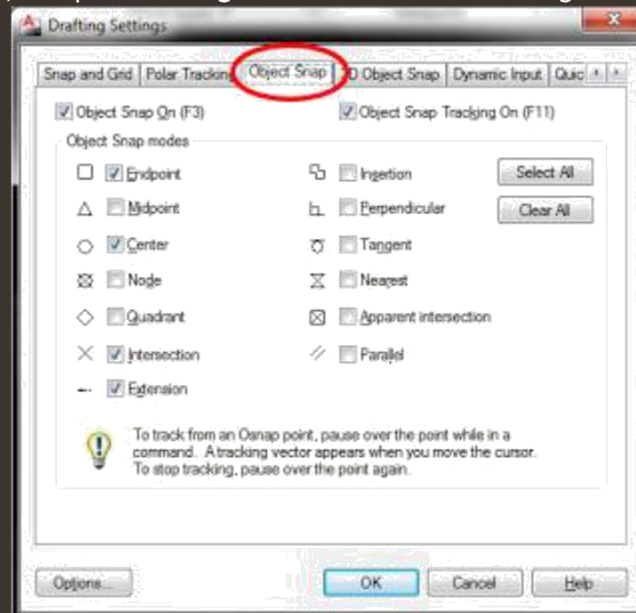 Drafting Settings
Snap and Grid Polar Tracking Object Snap 3D Object Snap Dynamic Input Quic
Object Snap On (F3) Object Snap Tracking On (F11)
Object Snap modes
Endpoint Insertion Select All
Midpoint Perpendicular Clear All
Center Tangent
Node Nearest
Quadrant Apparent intersection
Intersection Parallel
Extension
To track from an Osnap point, pause over the point while in a
command. A tracking vector appears when you move the cursor.
To stop tracking, pause over the point again.
Options... OK Cancel Help